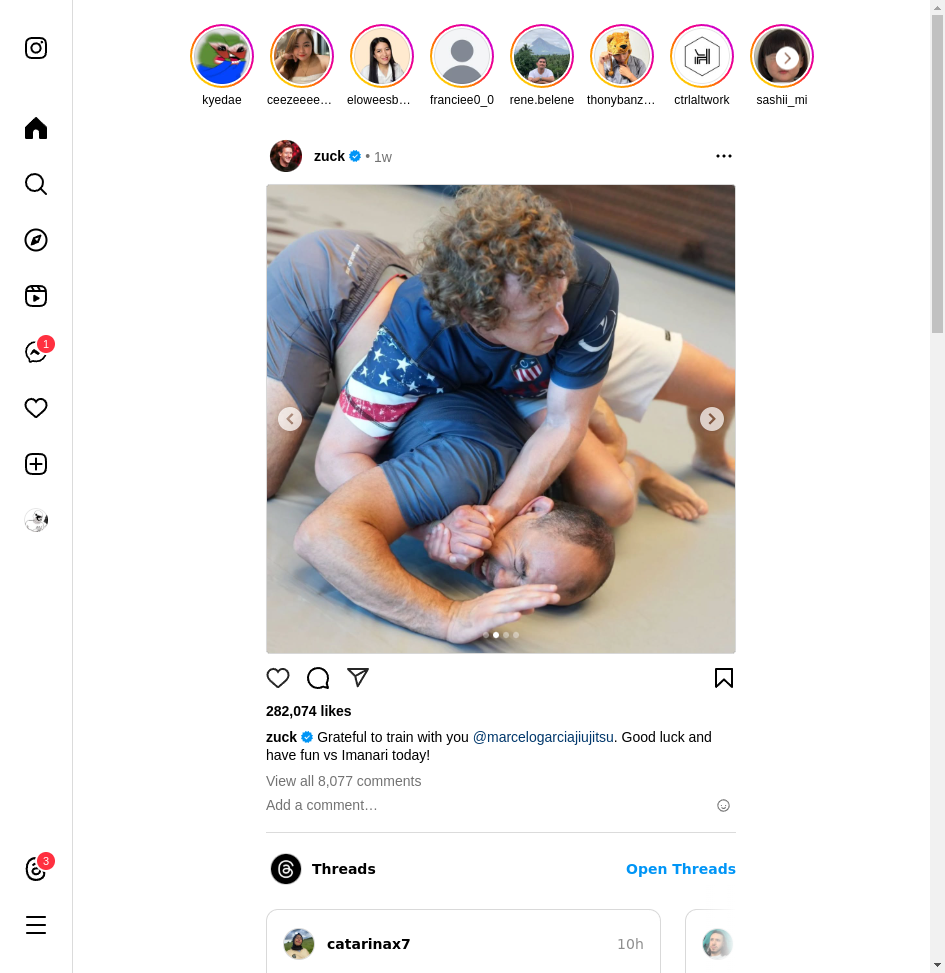 kyedae
ceezeeee…
eloweesb…
franciee0_0
rene.belene
thonybanz…
ctrlaltwork
sashii_mi
zuck • 1w
1
282,074 likes
zuck Grateful to train with you @marcelogarciajiujitsu. Good luck and
have fun vs Imanari today!
View all 8,077 comments
Add a comment…
3
Threads
Open Threads
catarinax7
10h